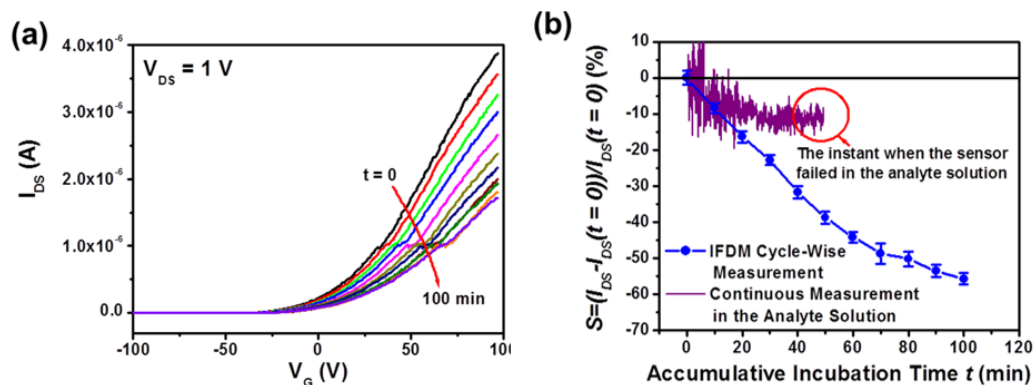 (a)
V_DS = 1 V
I_DS (A)
4.0x10⁻⁶
3.0x10⁻⁶
2.0x10⁻⁶
1.0x10⁻⁶
0.0
t = 0
100 min
-100 -50 0 50 100
V_G (V)
(b)
S=(I_DS-I_DS(t = 0))/I_DS(t = 0) (%)
10
0
-10
-20
-30
-40
-50
-60
-70
The instant when the sensor
failed in the analyte solution
IFDM Cycle-Wise
Measurement
Continuous Measurement
in the Analyte Solution
0 20 40 60 80 100 120
Accumulative Incubation Time t (min)